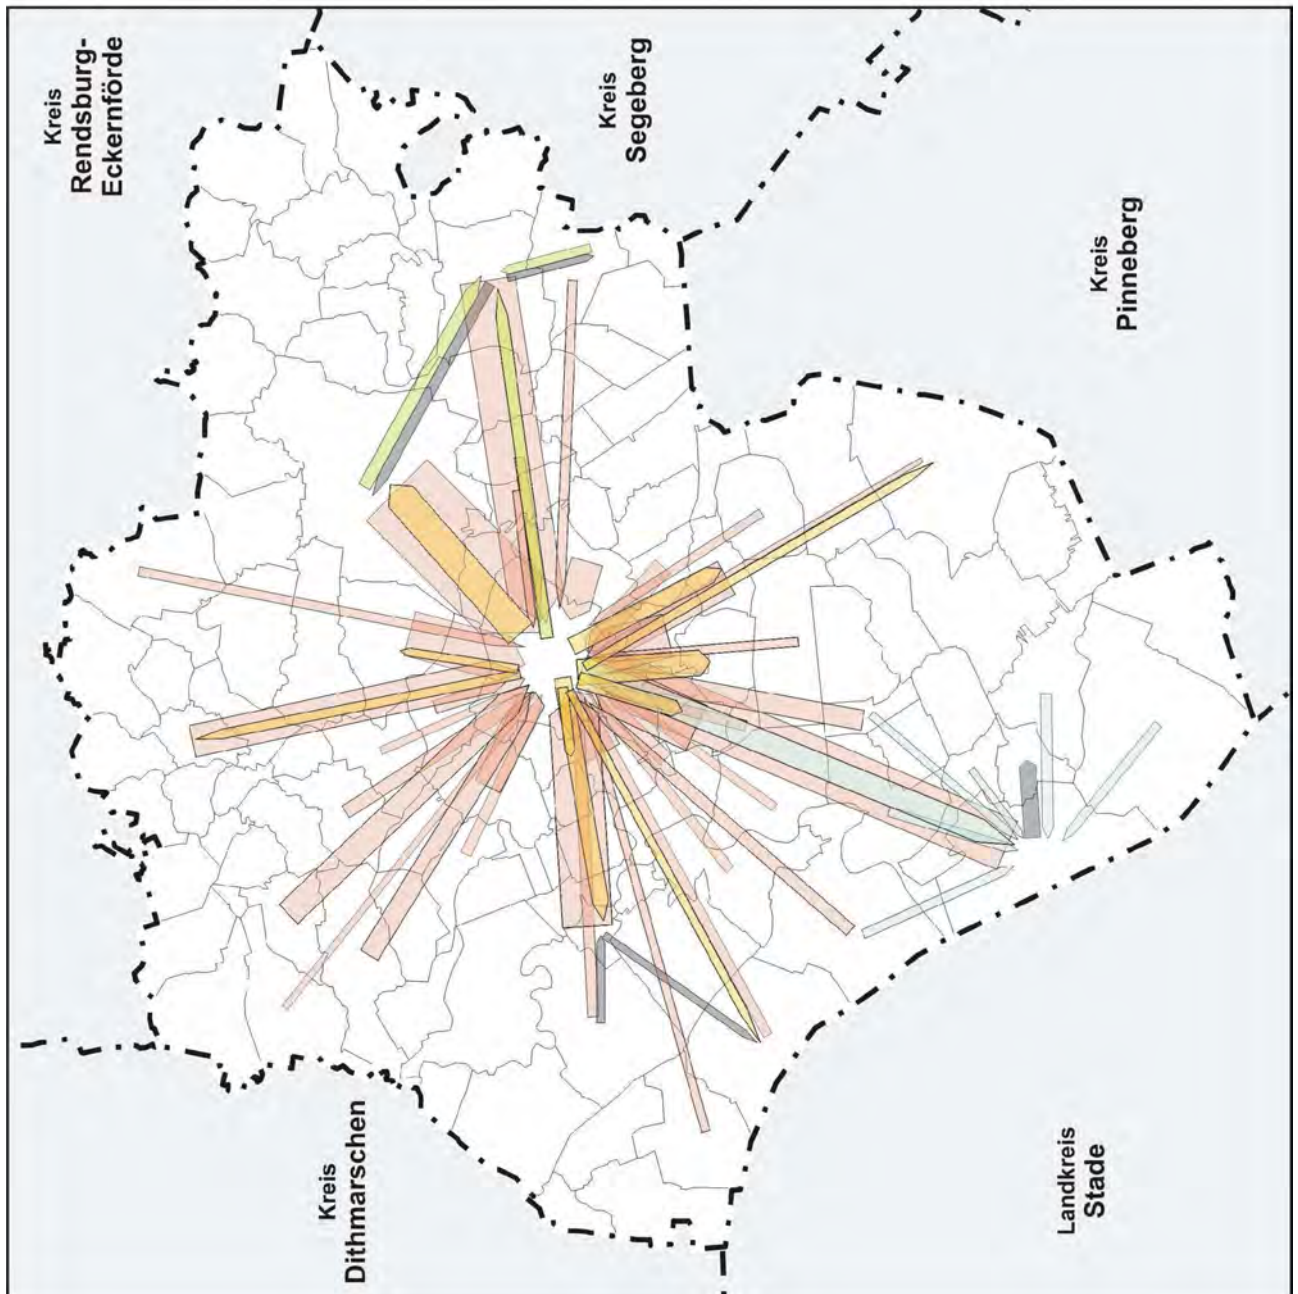 Kreis
Rendsburg-
Eckernförde
Kreis
Segeberg
Kreis
Pinneberg
Kreis
Dithmarschen
Landkreis
Stade